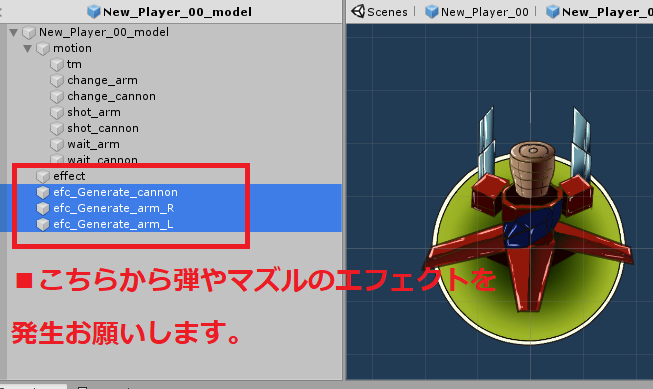 New_Player_00_model
Scenes
New_Player_00
New_Player_0
New_Player_00_model
motion
tm
change_arm
change_cannon
shot_arm
shot_cannon
wait_arm
wait_cannon
effect
efc_Generate_cannon
efc_Generate_arm_R
efc_Generate_arm_L
■こちらから弾やマズルのエフェクトを
発生お願いします。